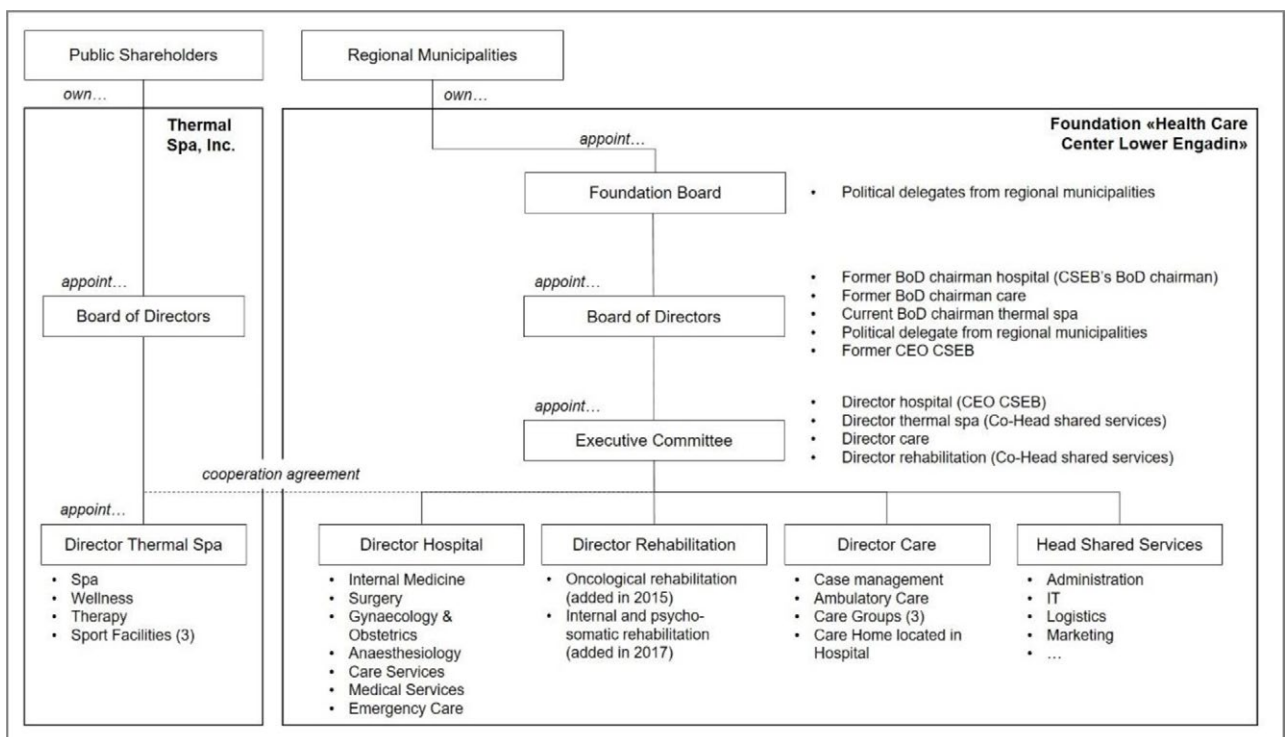 Public Shareholders
Regional Municipalities
own…
own…
Thermal
Spa, Inc.
Foundation «Health Care
Center Lower Engadin»
appoint…
Foundation Board
• Political delegates from regional municipalities
appoint…
Board of Directors
appoint…
Board of Directors
• Former BoD chairman hospital (CSEB's BoD chairman)
• Former BoD chairman care
• Current BoD chairman thermal spa
• Political delegate from regional municipalities
• Former CEO CSEB
appoint…
Executive Committee
• Director hospital (CEO CSEB)
• Director thermal spa (Co-Head shared services)
• Director care
• Director rehabilitation (Co-Head shared services)
cooperation agreement
appoint…
Director Thermal Spa
• Spa
• Wellness
• Therapy
• Sport Facilities (3)
Director Hospital
• Internal Medicine
• Surgery
• Gynaecology &
Obstetrics
• Anaesthesiology
• Care Services
• Medical Services
• Emergency Care
Director Rehabilitation
• Oncological rehabilitation
(added in 2015)
• Internal and psycho-
somatic rehabilitation
(added in 2017)
Director Care
• Case management
• Ambulatory Care
• Care Groups (3)
• Care Home located in
Hospital
Head Shared Services
• Administration
• IT
• Logistics
• Marketing
• …